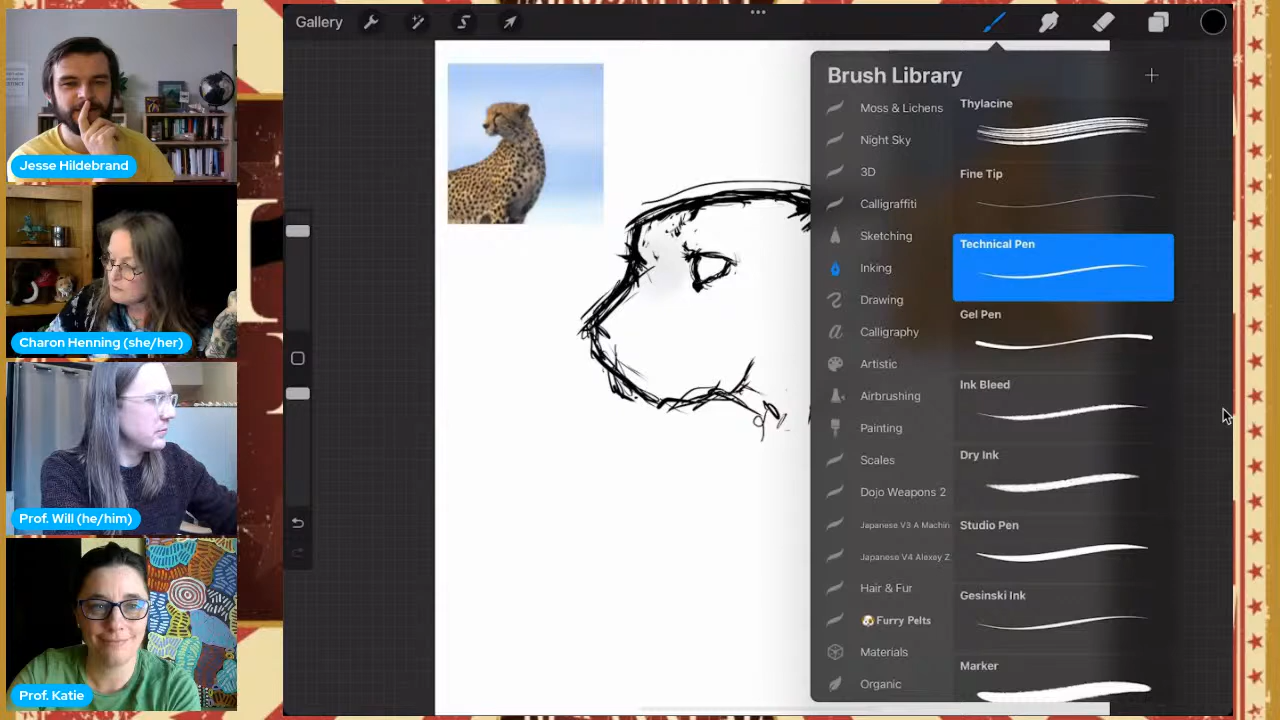 Jesse Hildebrand
Charon Henning (she/her)
Prof. Will (he/him)
Prof. Katie
Gallery
Brush Library
Moss & Lichens
Night Sky
3D
Calligraffiti
Sketching
Inking
Drawing
Calligraphy
Artistic
Airbrushing
Painting
Scales
Dojo Weapons 2
Japanese V3 A Machin
Japanese V4 Alexey Z.
Hair & Fur
🐶 Furry Pelts
Materials
Organic
Thylacine
Fine Tip
Technical Pen
Gel Pen
Ink Bleed
Dry Ink
Studio Pen
Gesinski Ink
Marker